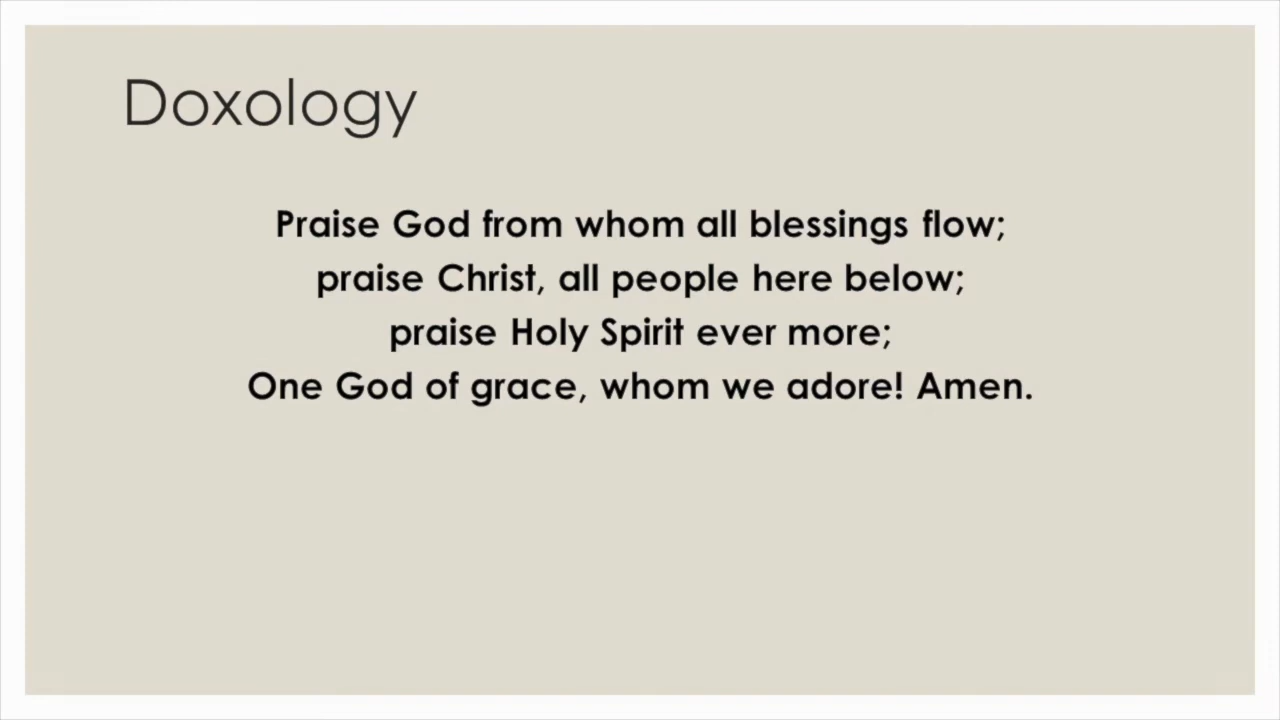 Doxology
Praise God from whom all blessings flow;
praise Christ, all people here below;
praise Holy Spirit ever more;
One God of grace, whom we adore! Amen.